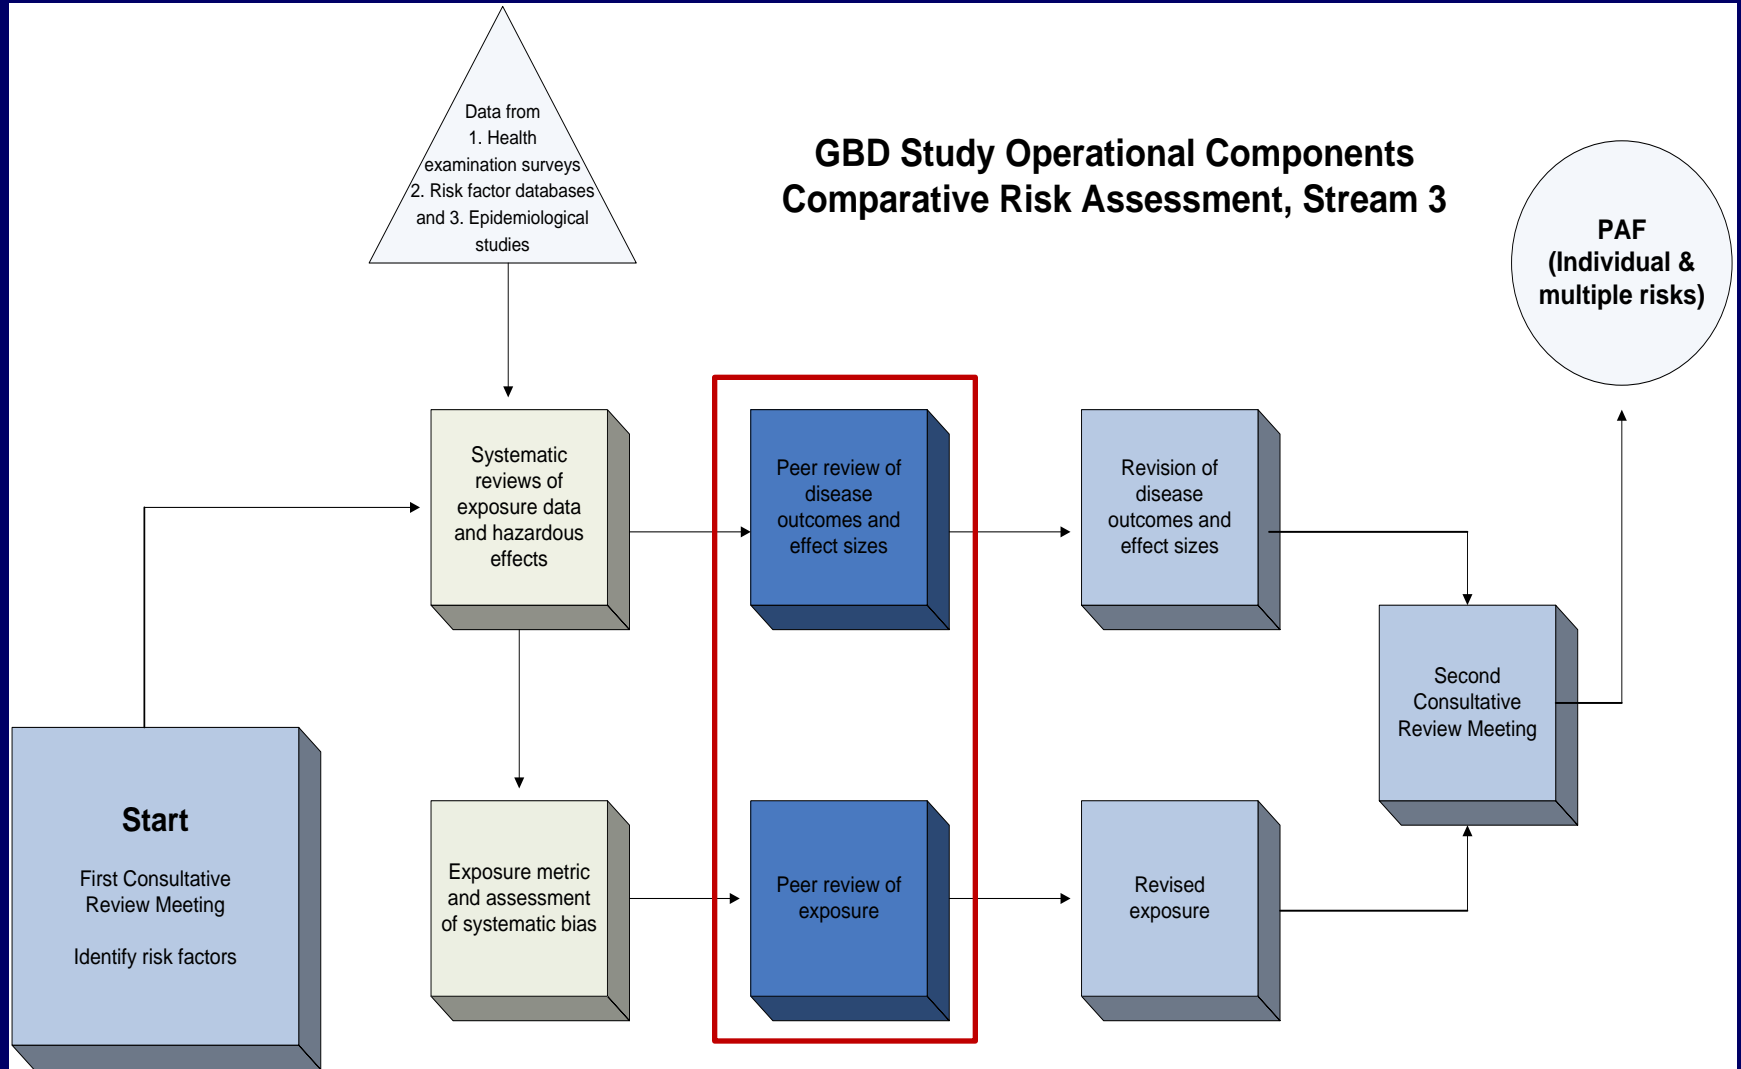 Data from
1. Health
examination surveys
2. Risk factor databases
and 3. Epidemiological
studies
GBD Study Operational Components
Comparative Risk Assessment, Stream 3
PAF
(Individual &
multiple risks)
Systematic
reviews of
exposure data
and hazardous
effects
Peer review of
disease
outcomes and
effect sizes
Revision of
disease
outcomes and
effect sizes
Second
Consultative
Review Meeting
Start
First Consultative
Review Meeting
Identify risk factors
Exposure metric
and assessment
of systematic bias
Peer review of
exposure
Revised
exposure